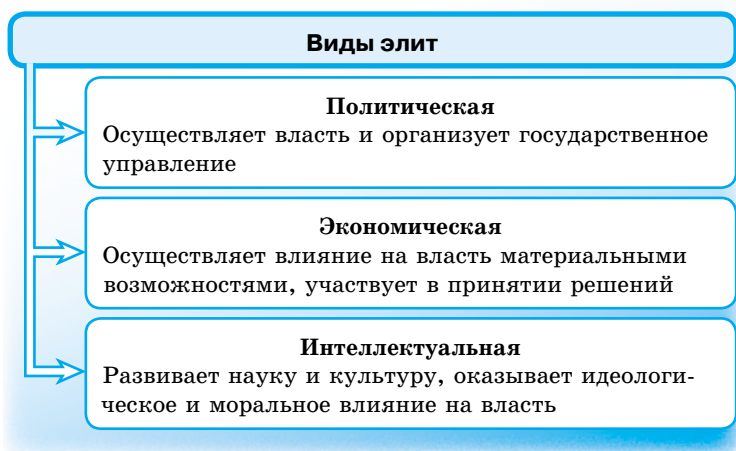 Виды элит
Политическая
Осуществляет власть и организует государственное
управление
Экономическая
Осуществляет влияние на власть материальными
возможностями, участвует в принятии решений
Интеллектуальная
Развивает науку и культуру, оказывает идеологи-
ческое и моральное влияние на власть